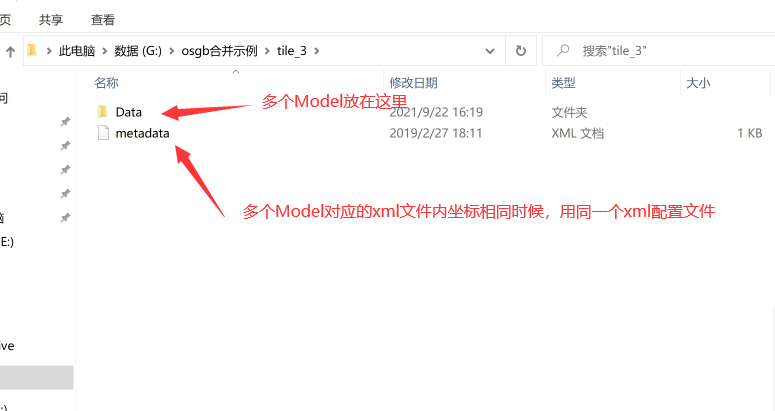 页 共享 查看
此电脑 › 数据 (G:) › osgb合并示例 › tile_3 › 搜索"tile_3"
名称 修改日期 类型 大小
问
Data 2021/9/22 16:19 文件夹
多个Model放在这里
metadata 2019/2/27 18:11 XML 文档 1 KB
多个Model对应的xml文件内坐标相同时候，用同一个xml配置文件
E:)
ive
:)